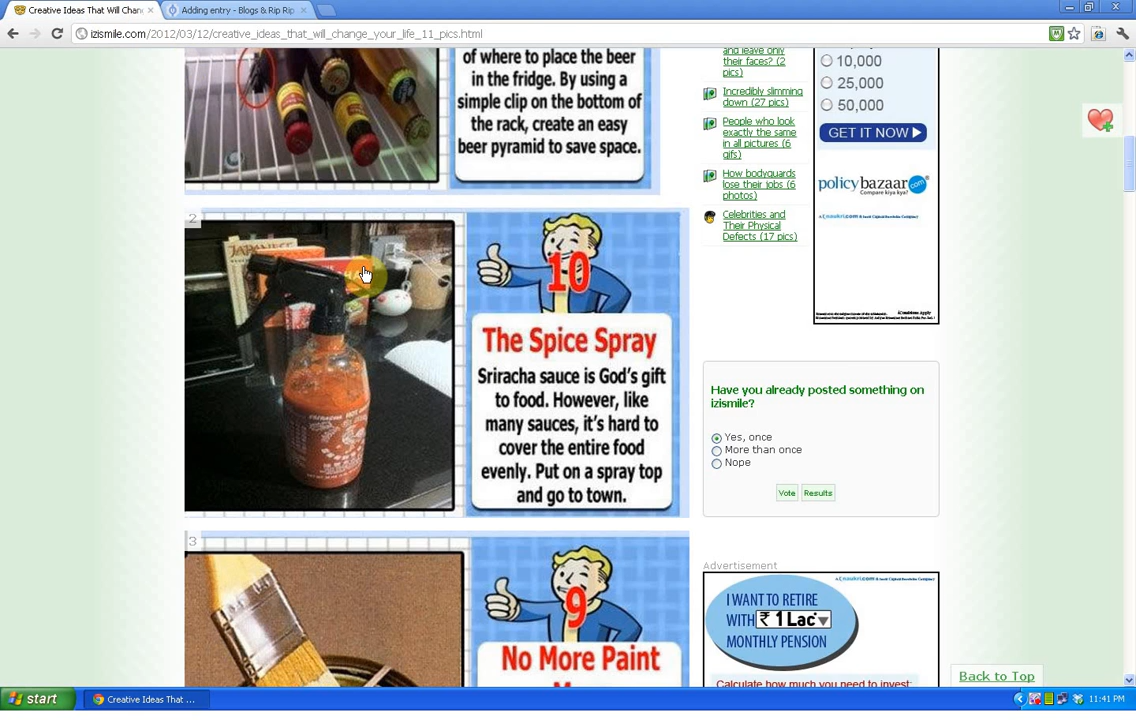 Creative Ideas That Will Chan
Adding entry - Blogs & Rip Rip
izismile.com/2012/03/12/creative_ideas_that_will_change_your_life_11_pics.html
of where to place the beer
in the fridge. By using a
simple clip on the bottom of
the rack, create an easy
beer pyramid to save space.
2
JAPANESE
10
The Spice Spray
Sriracha sauce is God's gift
to food. However, like
many sauces, it's hard to
cover the entire food
evenly. Put on a spray top
and go to town.
3
9
No More Paint
and leave only
their faces? (2
pics)
Incredibly slimming
down (27 pics)
People who look
exactly the same
in all pictures (6
gifs)
How bodyguards
lose their jobs (6
photos)
Celebrities and
Their Physical
Defects (17 pics)
10,000
25,000
50,000
GET IT NOW
policybazaar.com
Compare kiya kya?
Have you already posted something on
izismile?
Yes, once
More than once
Nope
Vote Results
Advertisement
I WANT TO RETIRE
WITH ₹ 1 Lac*
MONTHLY PENSION
Calculate how much you need to invest:
Back to Top
start
Creative Ideas That ...
11:41 PM